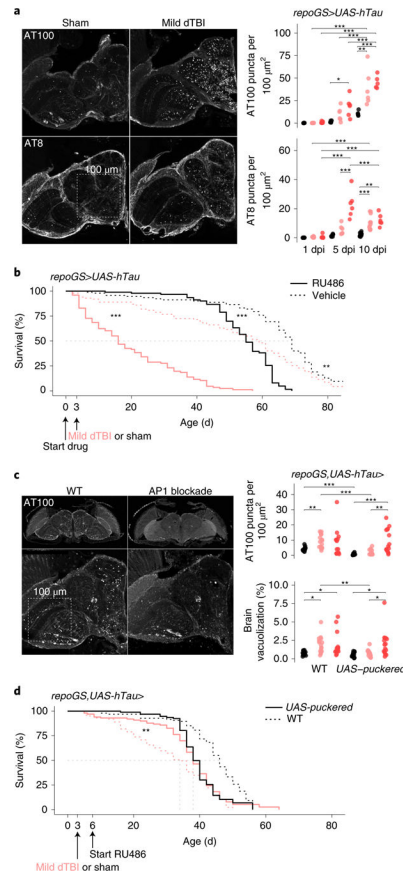 a
Sham Mild dTBI
AT100
AT8
100 μm
repoGS>UAS-hTau
***
***
***
***
***
**
*
AT100 puncta per
100 μm²
100
75
50
25
0
***
***
***
***
***
**
***
AT8 puncta per
100 μm²
60
40
20
0
1 dpi 5 dpi 10 dpi
b
repoGS>UAS-hTau
RU486
Vehicle
Survival (%)
100
75
50
25
0
***
***
**
0 20 40 60 80
Age (d)
0 3
Mild dTBI or sham
Start drug
c
AT100
WT AP1 blockade
100 μm
repoGS,UAS-hTau>
***
***
**
***
**
AT100 puncta per
100 μm²
40
30
20
10
0
**
*
*
*
*
Brain
vacuolization (%)
10.0
7.5
5.0
2.5
0
WT UAS–puckered
d
repoGS,UAS-hTau>
UAS-puckered
WT
Survival (%)
100
75
50
25
0
**
0 20 40 60 80
Age (d)
0 3 6
Start RU486
Mild dTBI or sham